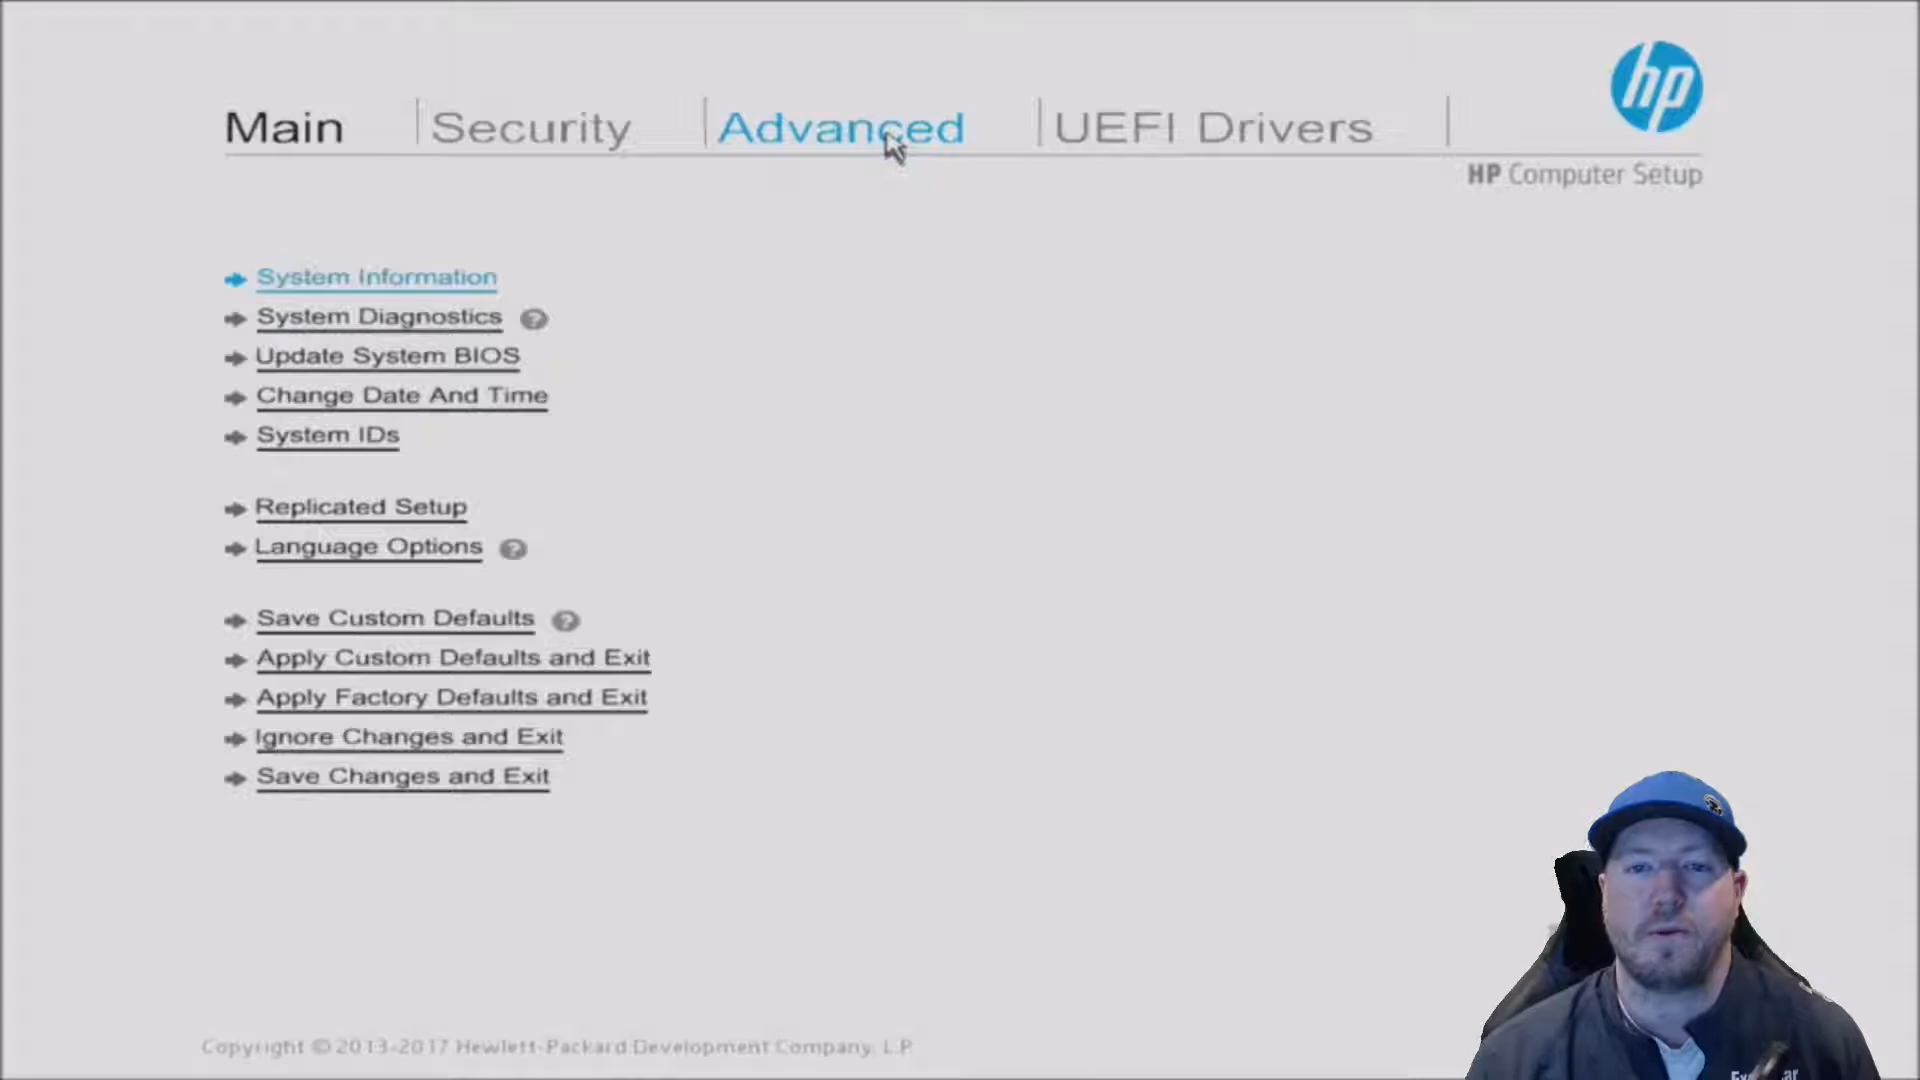 Main
Security
Advanced
UEFI Drivers
hp
HP Computer Setup
System Information
System Diagnostics ?
Update System BIOS
Change Date And Time
System IDs
Replicated Setup
Language Options ?
Save Custom Defaults ?
Apply Custom Defaults and Exit
Apply Factory Defaults and Exit
Ignore Changes and Exit
Save Changes and Exit
Copyright © 2013-2017 Hewlett-Packard Development Company, L.P.